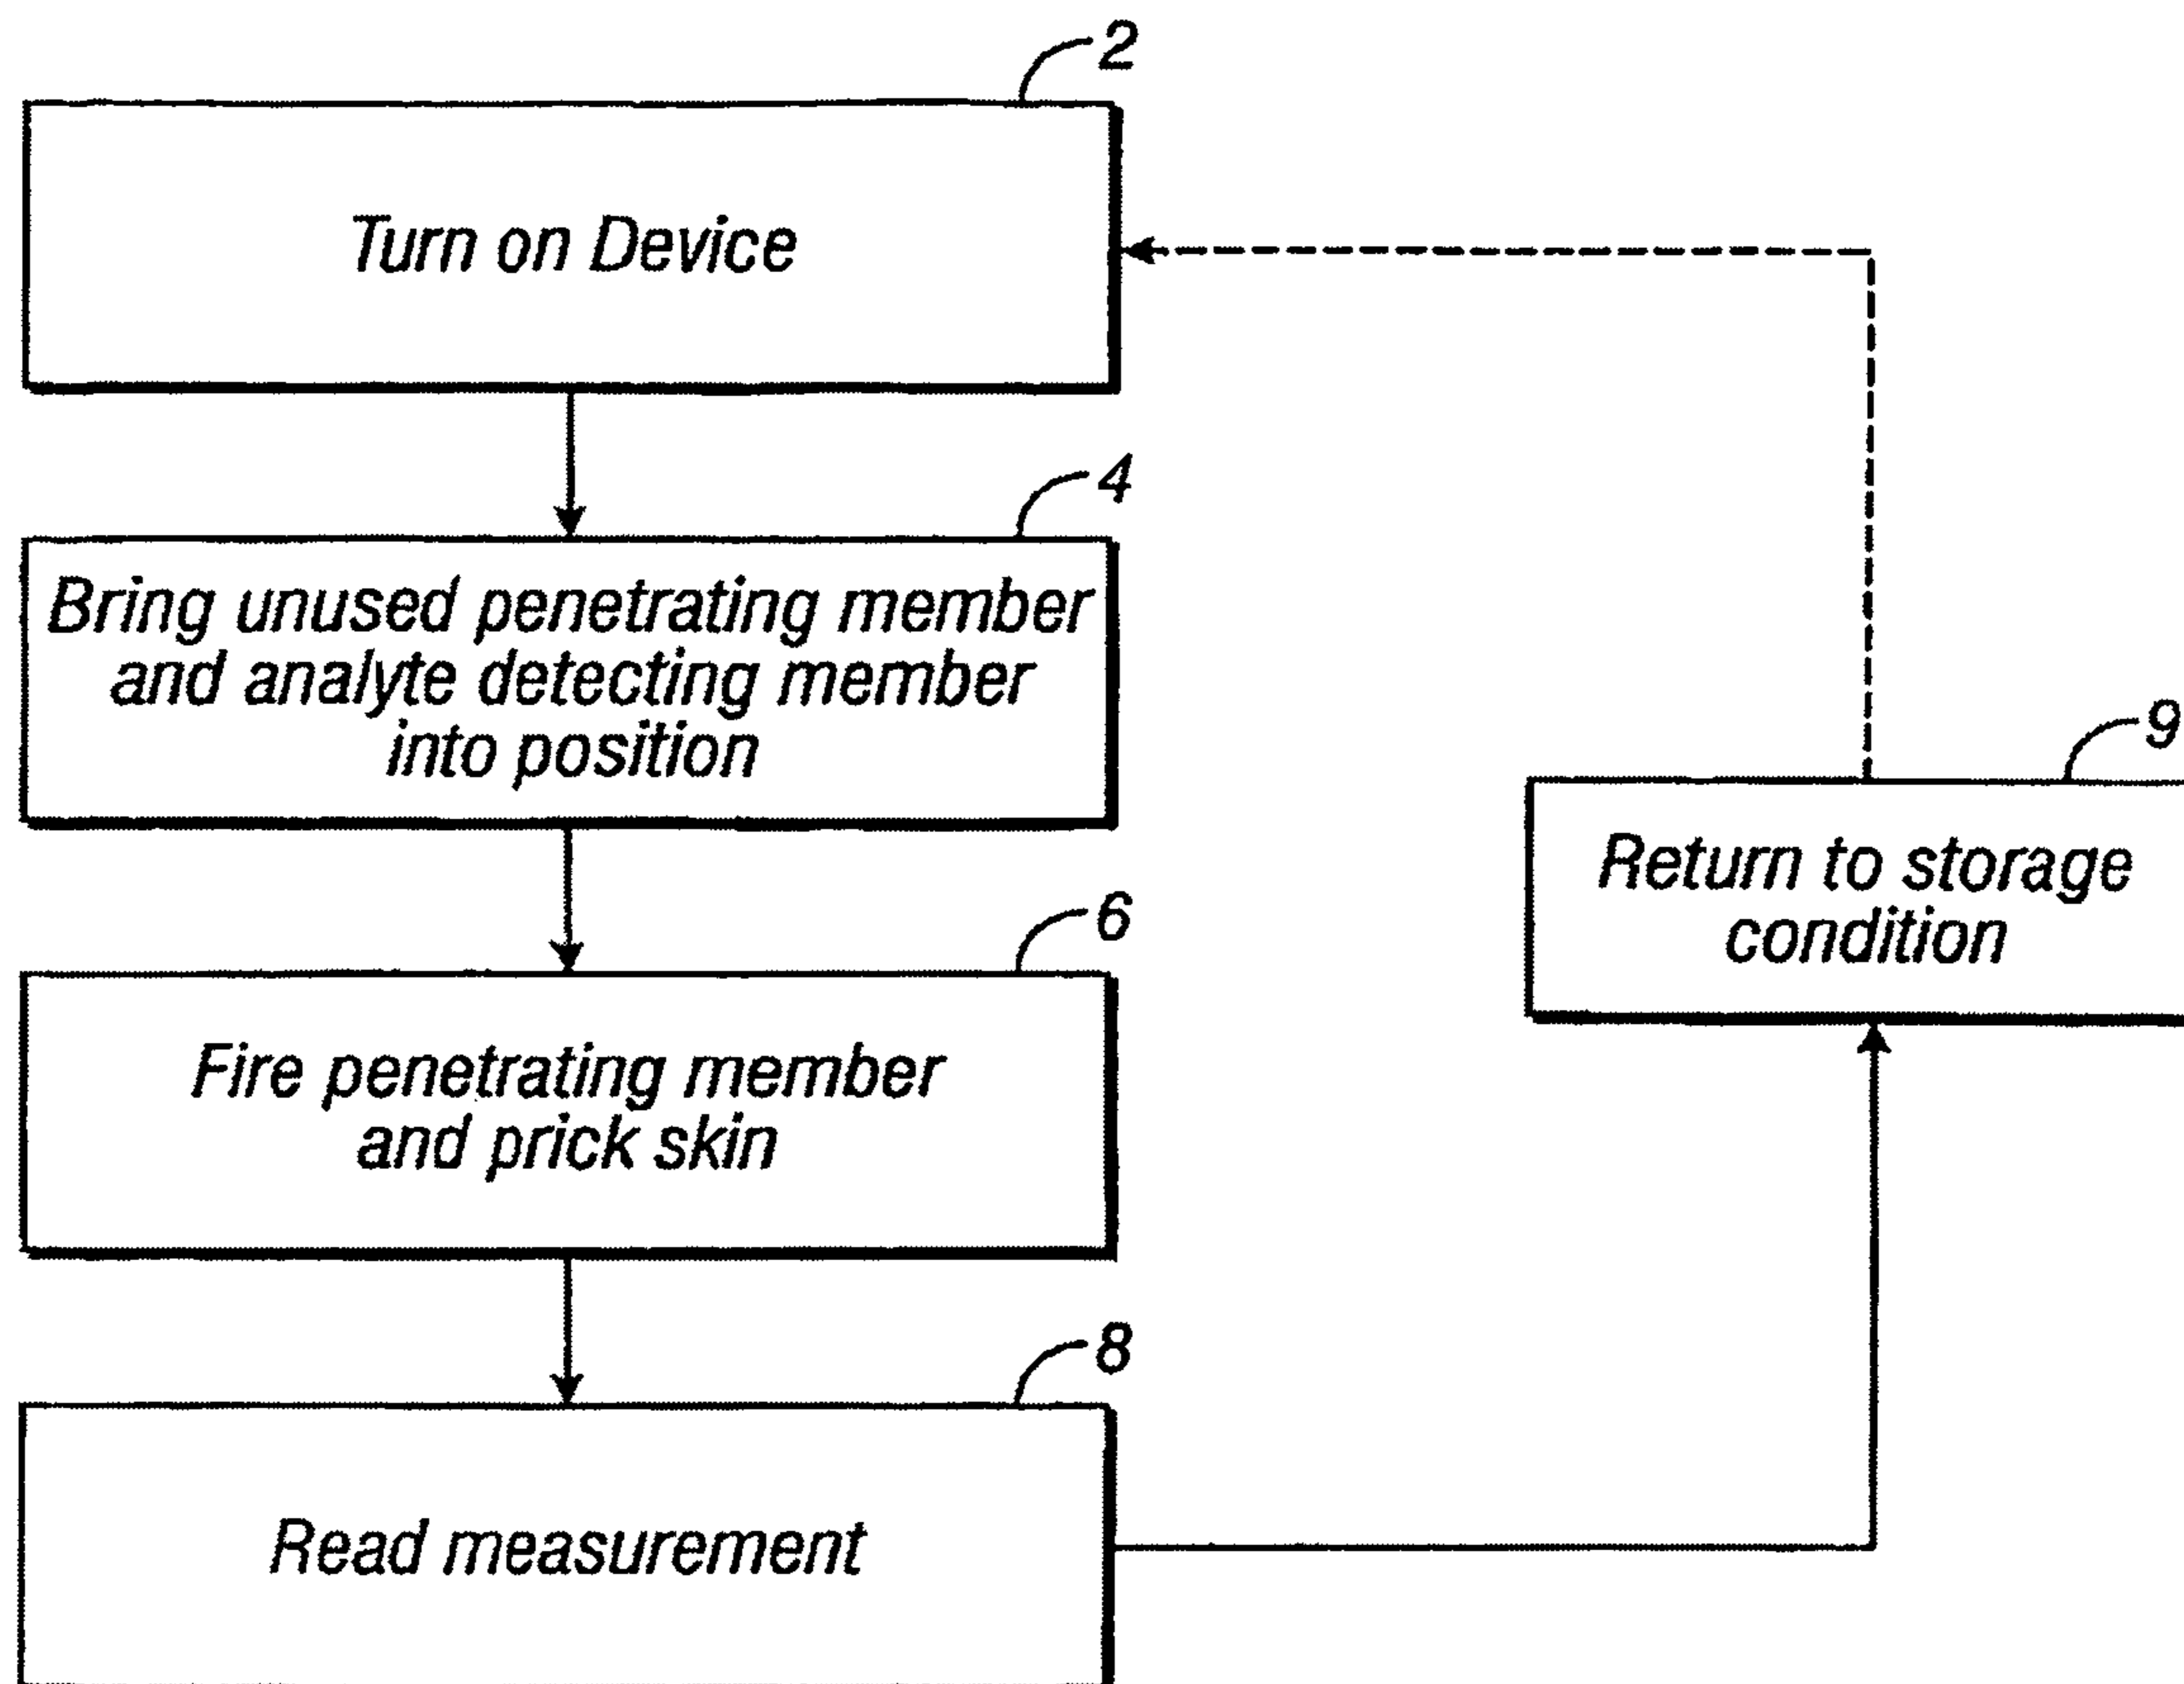 2
Turn on Device
4
Bring unused penetrating member
and analyte detecting member
into position
6
Fire penetrating member
and prick skin
8
Read measurement
9
Return to storage
condition